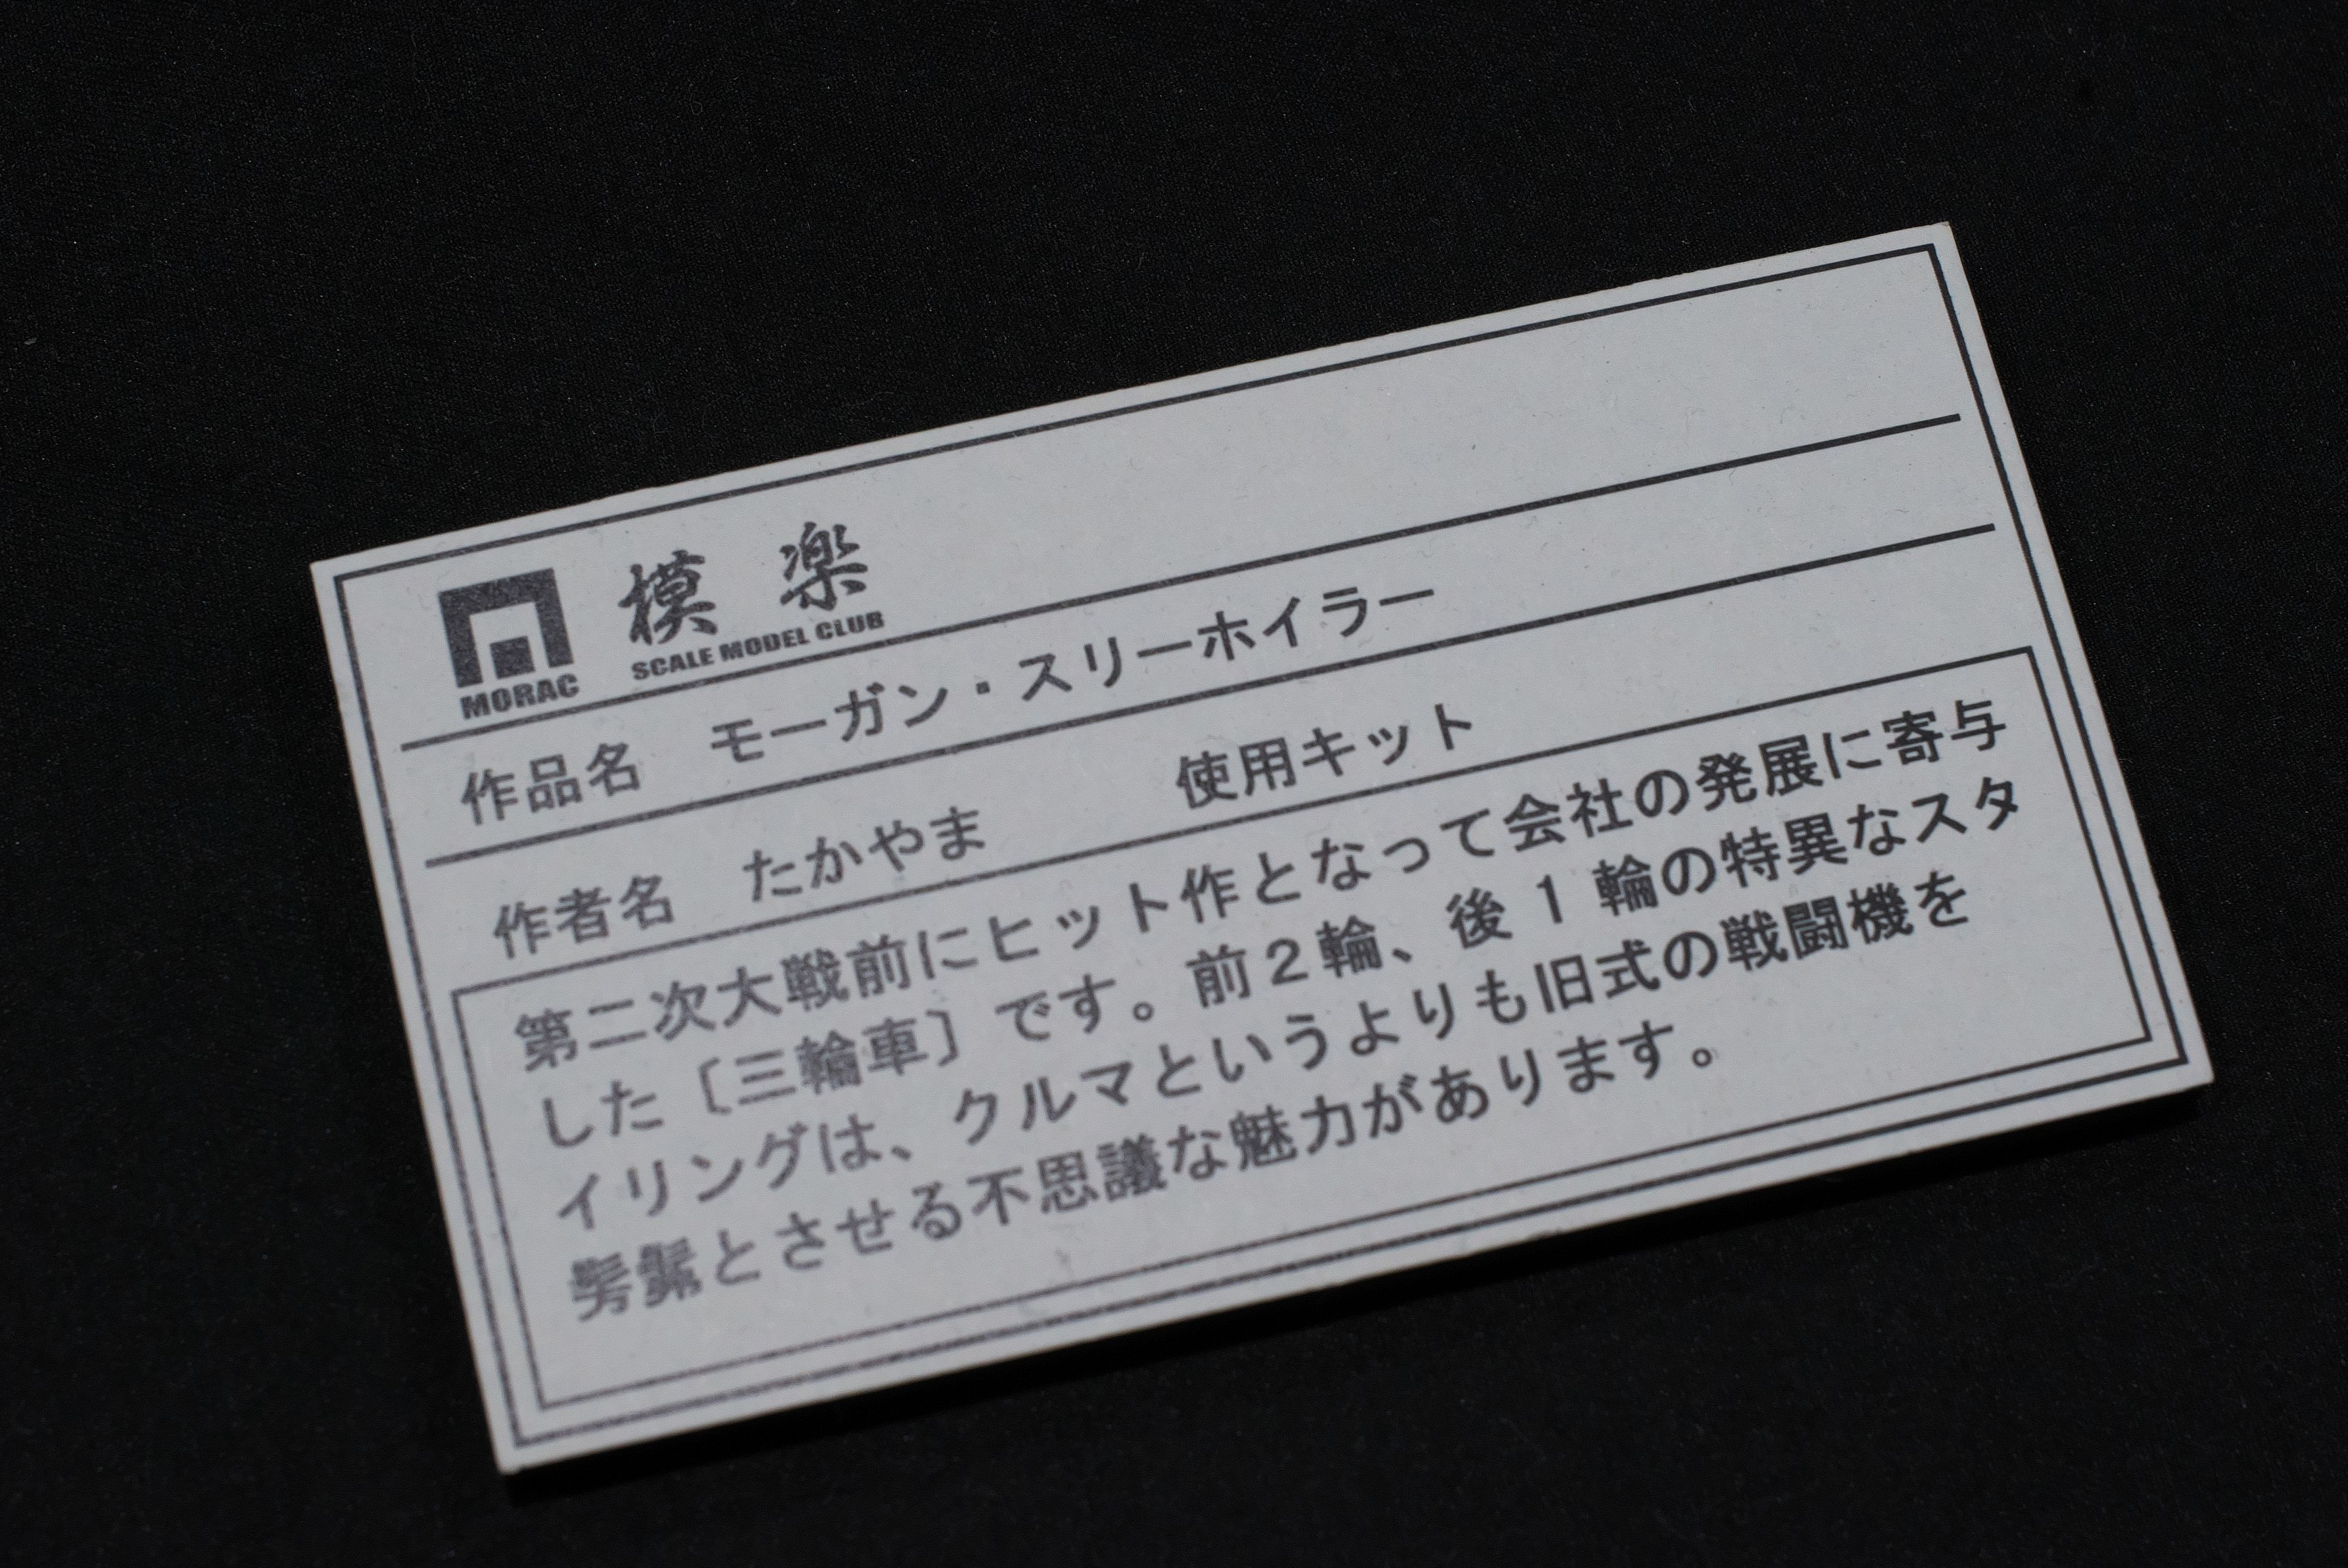 模楽
SCALE MODEL CLUB
MORAC
作品名 モーガン・スリーホイラー
作者名 たかやま 使用キット
第二次大戦前にヒット作となって会社の発展に寄与
した〔三輪車〕です。前2輪、後1輪の特異なスタ
イリングは、クルマというよりも旧式の戦闘機を
髣髴とさせる不思議な魅力があります。